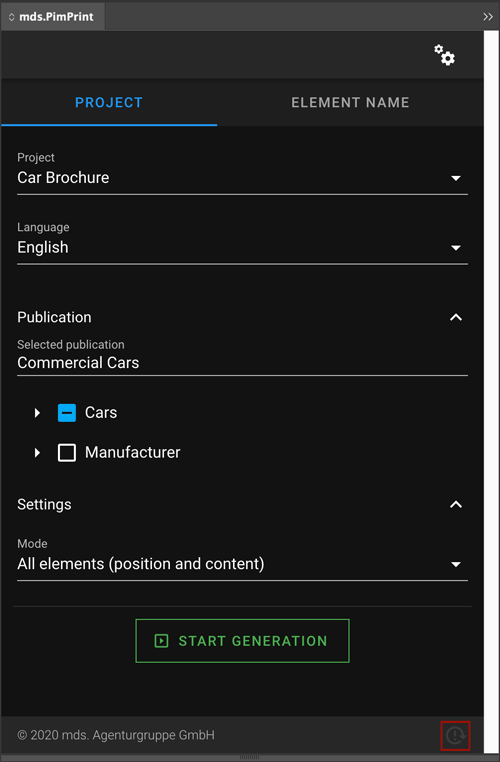 mds.PimPrint
PROJECT
ELEMENT NAME
Project
Car Brochure
Language
English
Publication
Selected publication
Commercial Cars
Cars
Manufacturer
Settings
Mode
All elements (position and content)
START GENERATION
© 2020 mds. Agenturgruppe GmbH